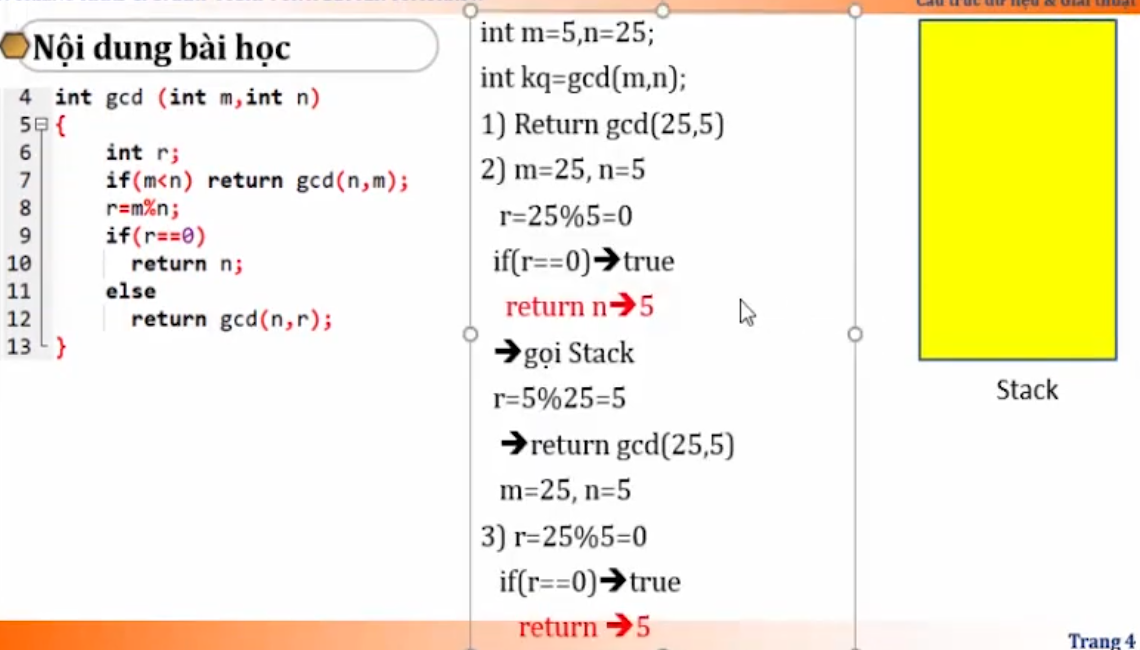 Cấu trúc dữ liệu & Giải thuật
Nội dung bài học
4 int gcd (int m,int n)
5 {
6 int r;
7 if(m<n) return gcd(n,m);
8 r=m%n;
9 if(r==0)
10 return n;
11 else
12 return gcd(n,r);
13 }
int m=5,n=25;
int kq=gcd(m,n);
1) Return gcd(25,5)
2) m=25, n=5
r=25%5=0
if(r==0)➔true
return n➔5
➔gọi Stack
r=5%25=5
➔return gcd(25,5)
m=25, n=5
3) r=25%5=0
if(r==0)➔true
return ➔5
Stack
Trang 4